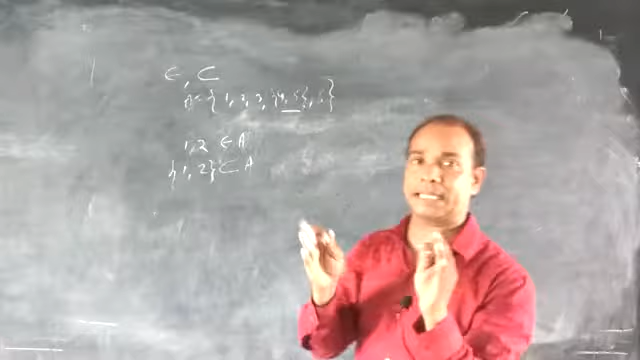 ∈, ⊂
A = { 1, 2, 3, {4, 5}, 6 }
1, 2 ∈ A
{1, 2} ⊂ A